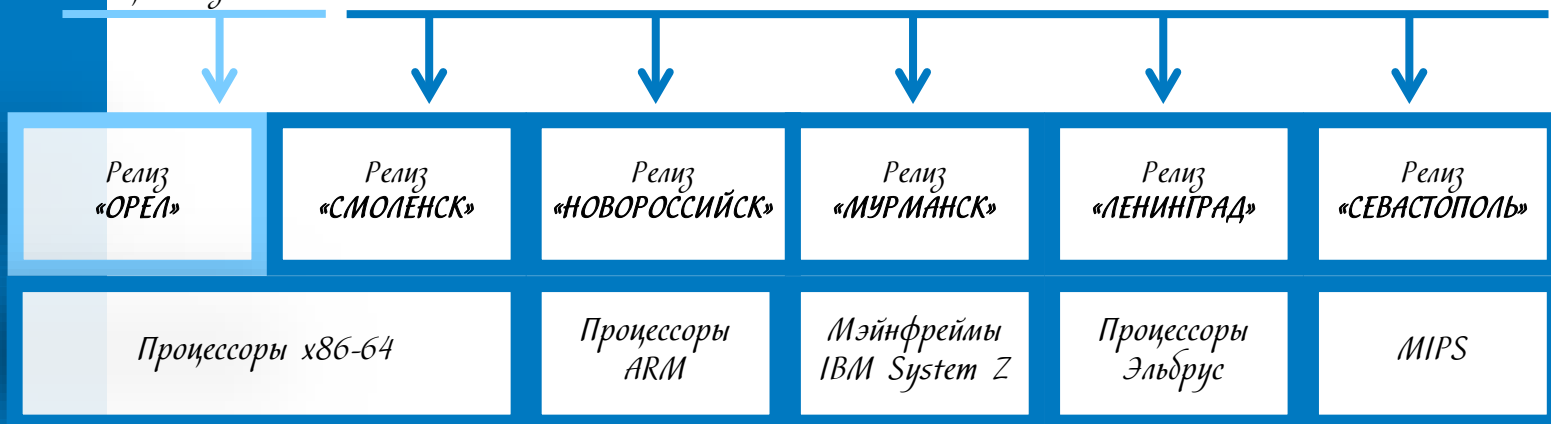 Релиз
«ОРЕЛ»
Релиз
«СМОЛЕНСК»
Релиз
«НОВОРОССИЙСК»
Релиз
«МУРМАНСК»
Релиз
«ЛЕНИНГРАД»
Релиз
«СЕВАСТОПОЛЬ»
Процессоры x86-64
Процессоры
ARM
Мэйнфреймы
IBM System Z
Процессоры
Эльбрус
MIPS